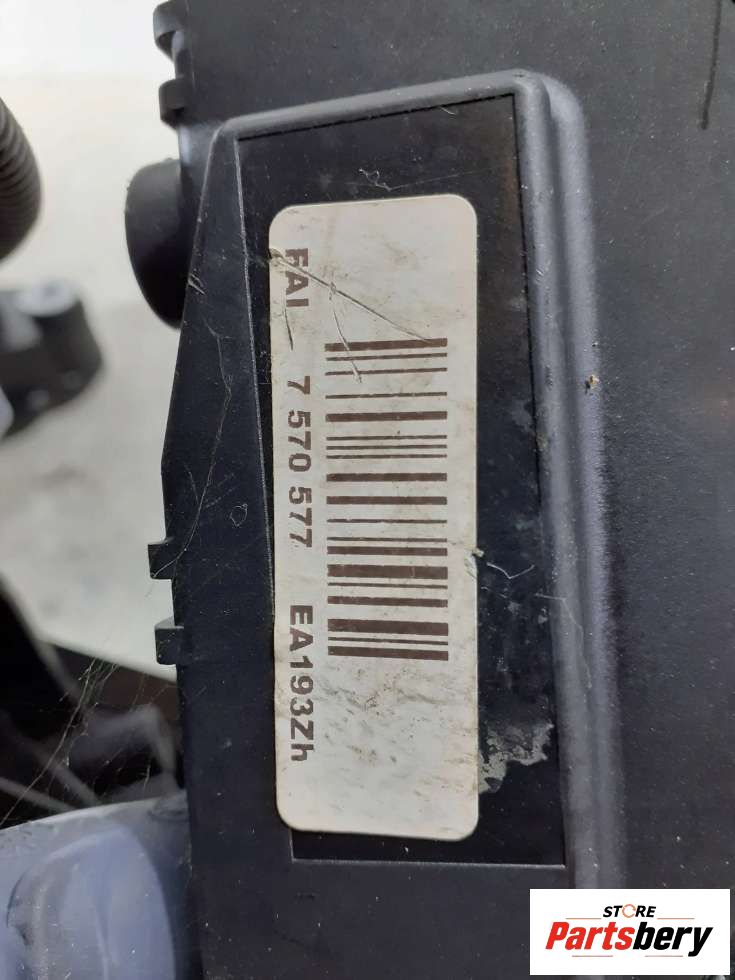 FAI 7 570 577 EA193Zh
STORE
Partsbery